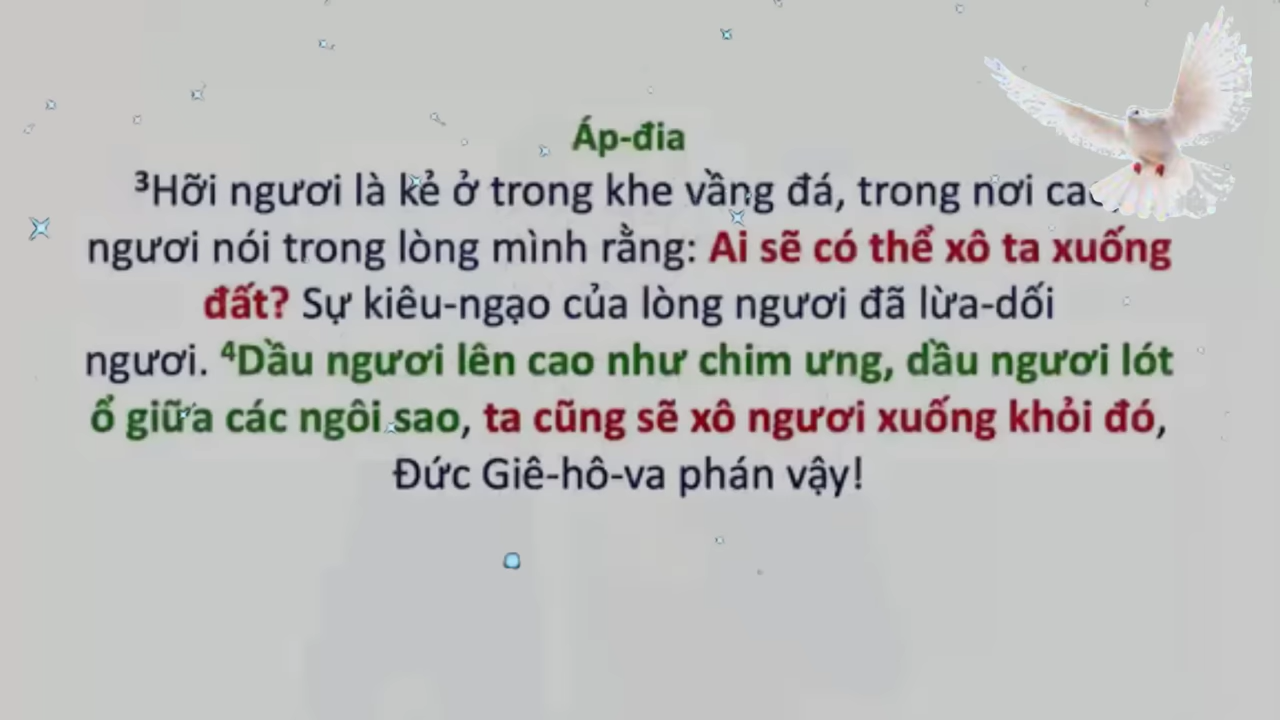 Áp-đia
³Hỡi ngươi là kẻ ở trong khe vầng đá, trong nơi
ngươi nói trong lòng mình rằng: Ai sẽ có thể xô ta xuống
đất? Sự kiêu-ngạo của lòng ngươi đã lừa-dối
ngươi. ⁴Dầu ngươi lên cao như chim ưng, dầu ngươi lót
ổ giữa các ngôi sao, ta cũng sẽ xô ngươi xuống khỏi đó,
Đức Giê-hô-va phán vậy!